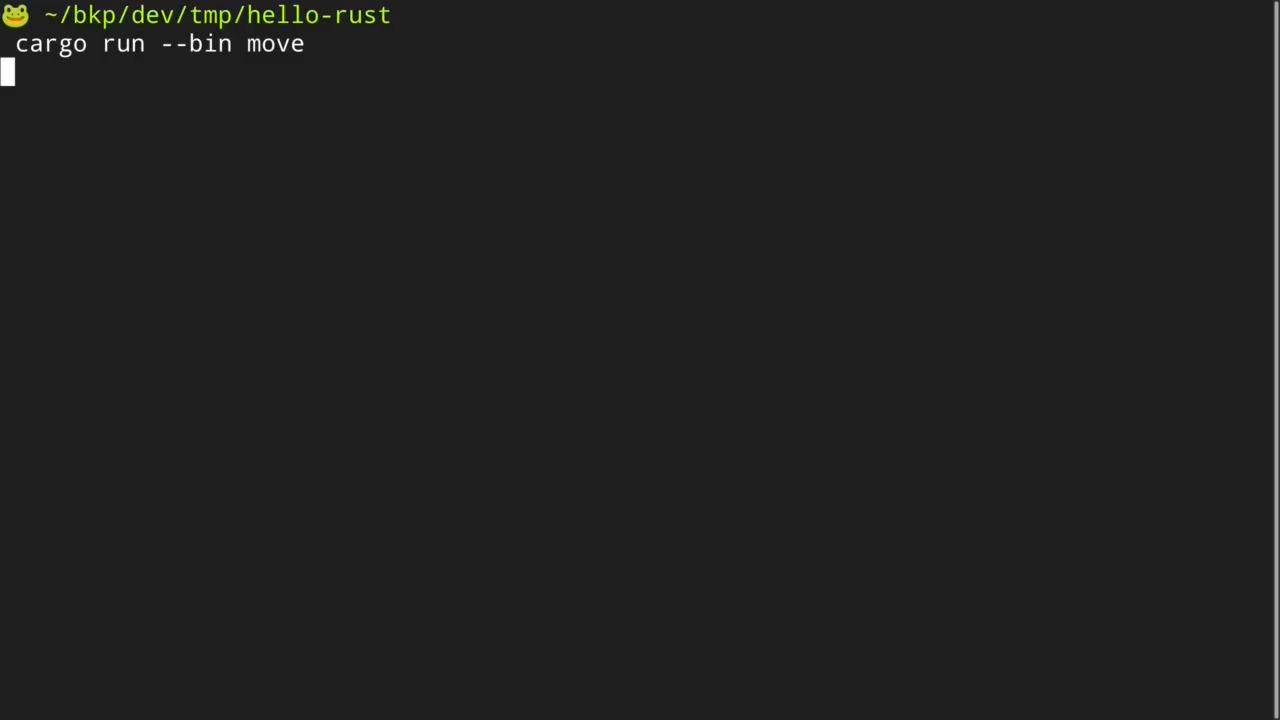 🐸 ~/bkp/dev/tmp/hello-rust
cargo run --bin move